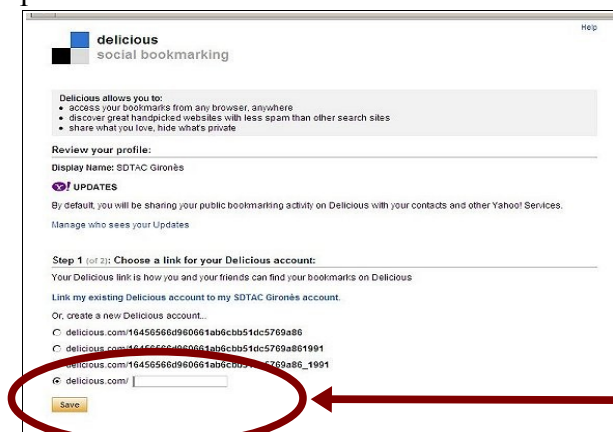 Help
delicious
social bookmarking
Delicious allows you to:
• access your bookmarks from any browser, anywhere
• discover great handpicked websites with less spam than other search sites
• share what you love, hide what's private
Review your profile:
Display Name: SDTAC Gironès
Y! UPDATES
By default, you will be sharing your public bookmarking activity on Delicious with your contacts and other Yahoo! Services.
Manage who sees your Updates
Step 1 (of 2): Choose a link for your Delicious account:
Your Delicious link is how you and your friends can find your bookmarks on Delicious
Link my existing Delicious account to my SDTAC Gironès account.
Or, create a new Delicious account...
delicious.com/16456566d960661ab6cbb51dc5769a86
delicious.com/16456566d960661ab6cbb51dc5769a861991
delicious.com/
Save